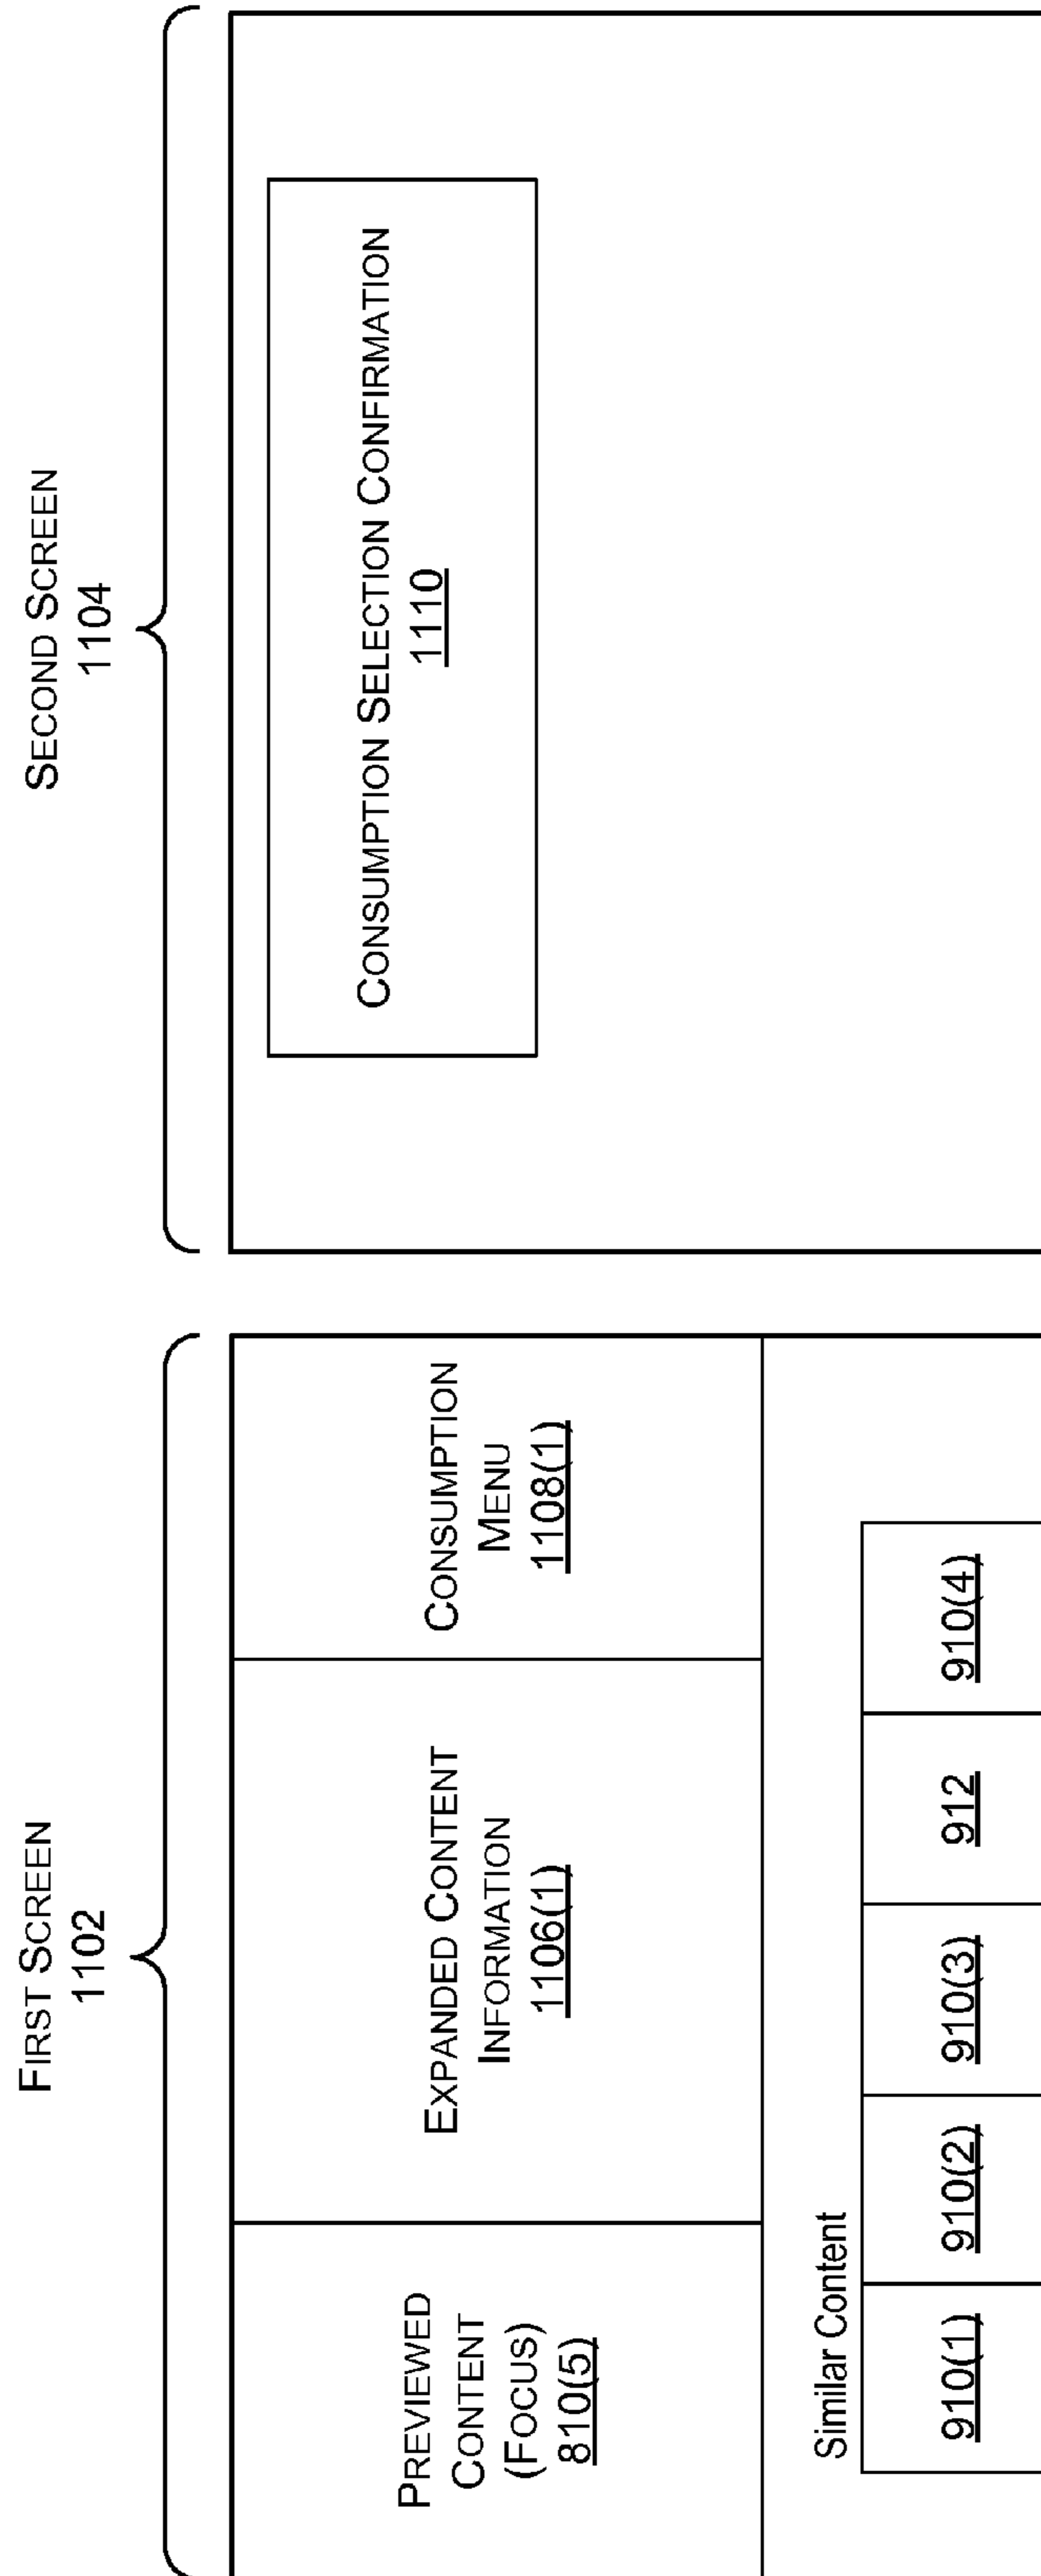 FIRST SCREEN
1102
PREVIEWED
CONTENT
(FOCUS)
810(5)
EXPANDED CONTENT
INFORMATION
1106(1)
CONSUMPTION
MENU
1108(1)
Similar Content
910(1)
910(2)
910(3)
912
910(4)
SECOND SCREEN
1104
CONSUMPTION SELECTION CONFIRMATION
1110